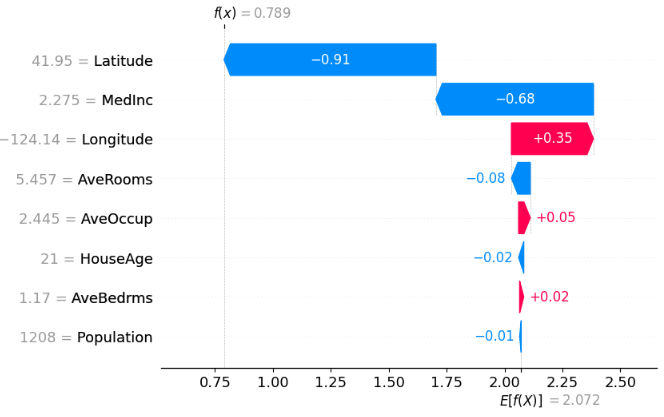 f(x) = 0.789
41.95 = Latitude −0.91
2.275 = MedInc −0.68
−124.14 = Longitude +0.35
5.457 = AveRooms −0.08
2.445 = AveOccup +0.05
21 = HouseAge −0.02
1.17 = AveBedrms +0.02
1208 = Population −0.01
0.75 1.00 1.25 1.50 1.75 2.00 2.25 2.50
E[f(X)] = 2.072